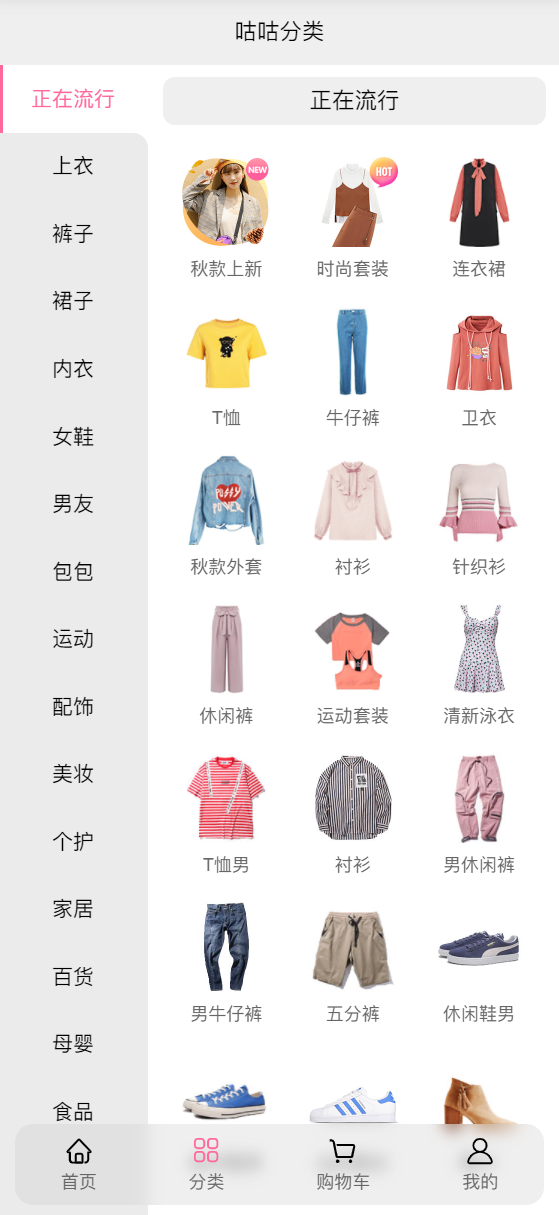 咕咕分类
正在流行
上衣
裤子
裙子
内衣
女鞋
男友
包包
运动
配饰
美妆
个护
家居
百货
母婴
食品
正在流行
NEW
HOT
秋款上新
时尚套装
连衣裙
T恤
牛仔裤
卫衣
PUSSY
POWER
秋款外套
衬衫
针织衫
休闲裤
运动套装
清新泳衣
T恤男
衬衫
男休闲裤
男牛仔裤
五分裤
休闲鞋男
首页
分类
购物车
我的